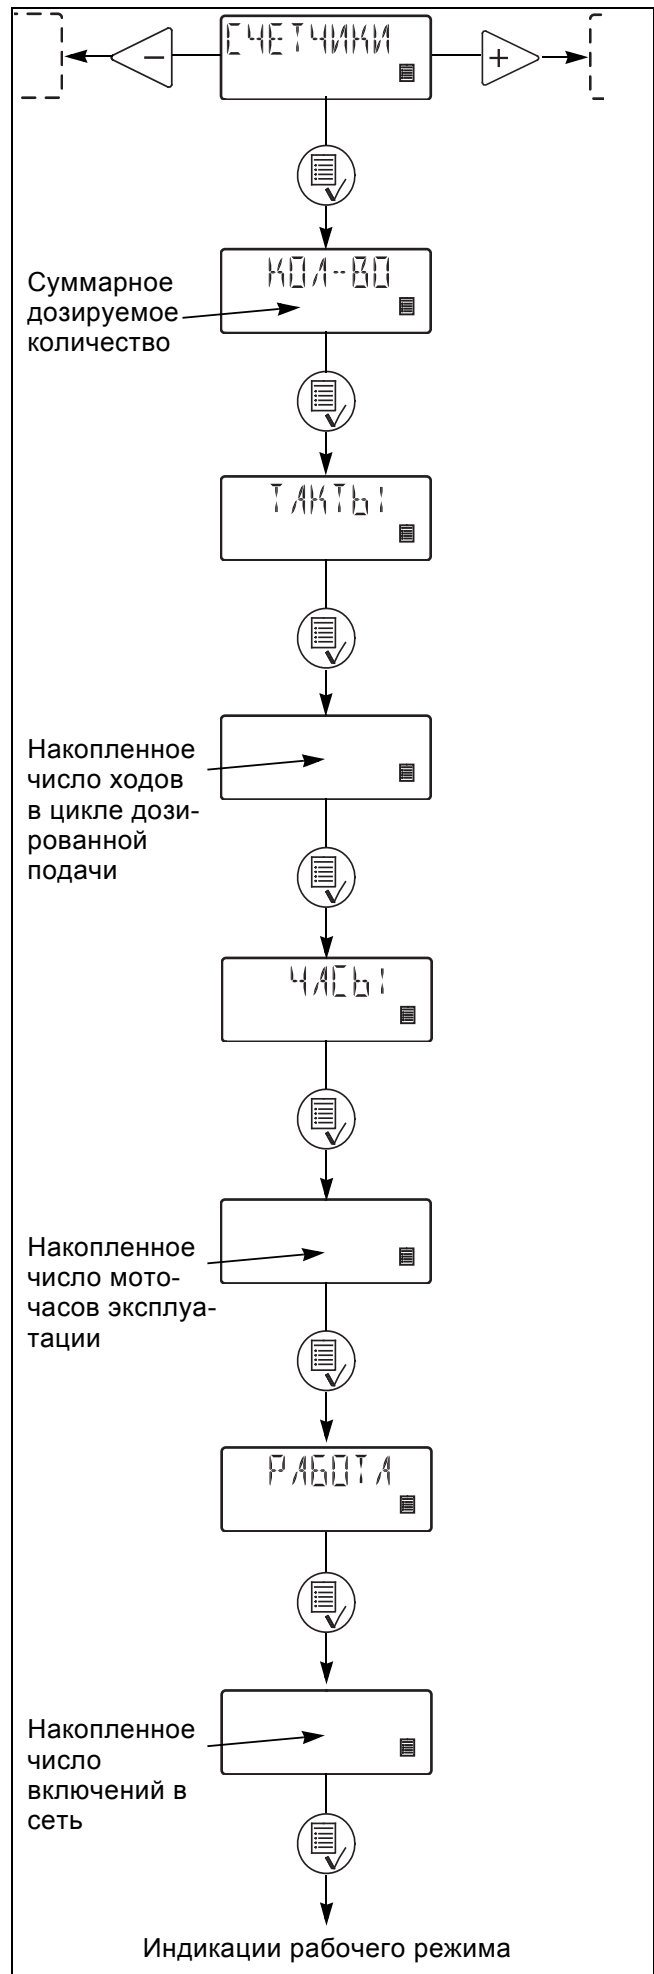 СЧЕТЧИКИ
−
+
КОЛ-ВО
Суммарное
дозируемое
количество
ТАКТЫ
Накопленное
число ходов
в цикле дози-
рованной
подачи
ЧАСЫ
Накопленное
число мото-
часов эксплуа-
тации
РАБОТА
Накопленное
число
включений в
сеть
Индикации рабочего режима